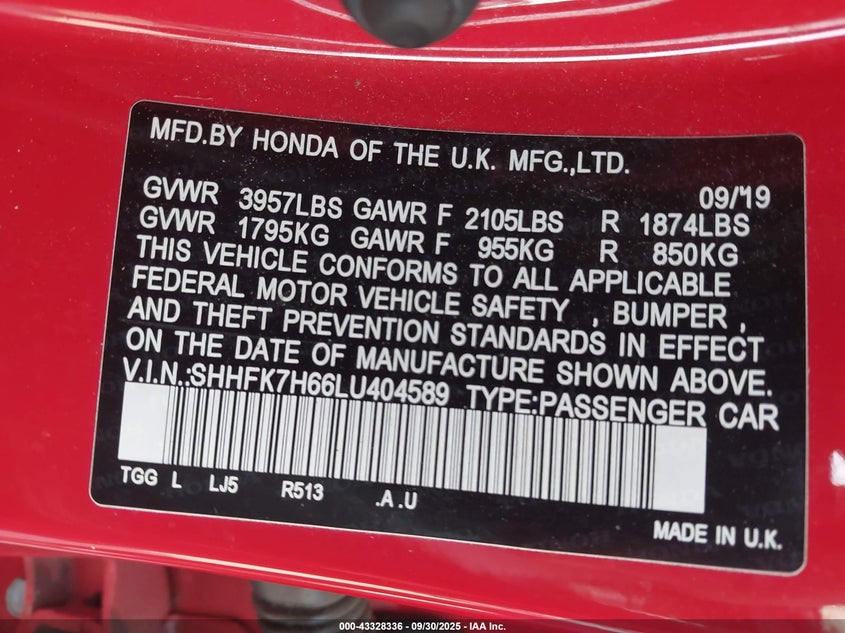 MFD.BY HONDA OF THE U.K. MFG.,LTD.
09/'19
GVWR 3957LBS GAWR F 2105LBS R 1874LBS
GVWR 1795KG GAWR F 955KG R 850KG
THIS VEHICLE CONFORMS TO ALL APPLICABLE
FEDERAL MOTOR VEHICLE SAFETY , BUMPER ,
AND THEFT PREVENTION STANDARDS IN EFFECT
ON THE DATE OF MANUFACTURE SHOWN ABOVE.
V.I.N.:SHHFK7H66LU404589 TYPE:PASSENGER CAR
TGG L LJ5 R513 .A .U
MADE IN U.K.
000-43328336 - 09/30/2025 - IAA Inc.